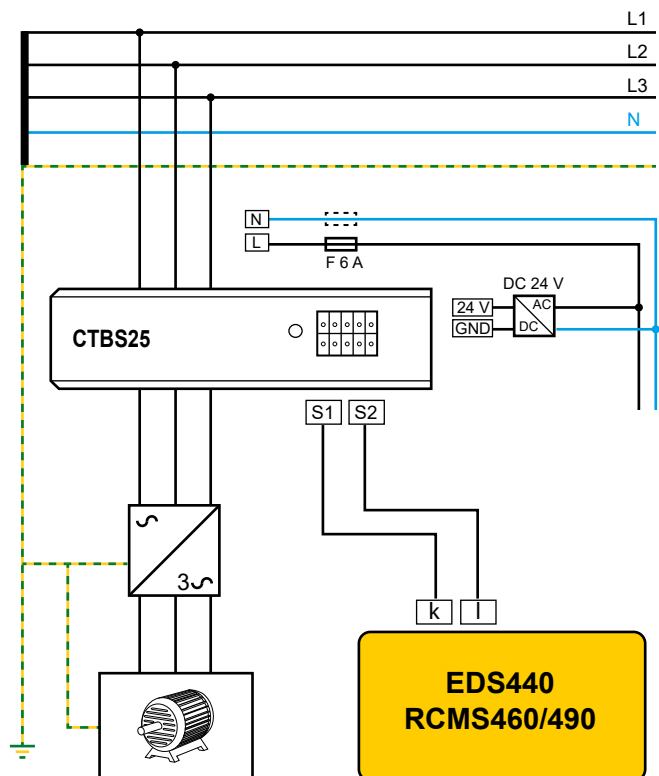 L1
L2
L3
N
N
L
F 6 A
DC 24 V
24 V
AC
GND
DC
CTBS25
S1 S2
3
k l
EDS440
RCMS460/490